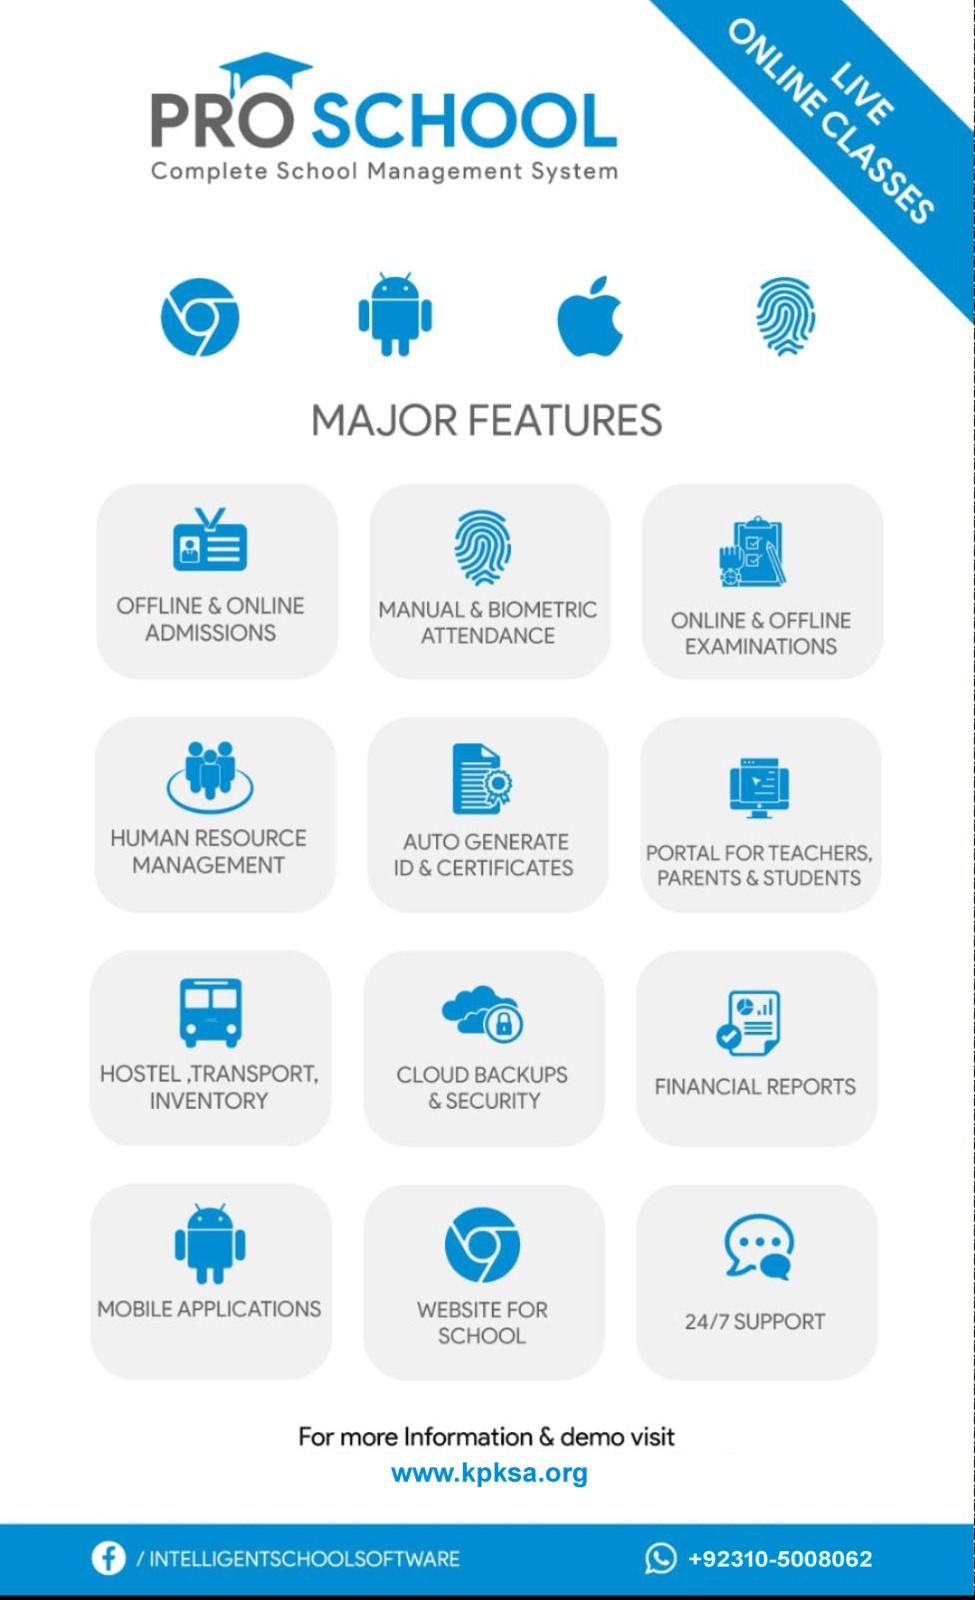 LIVE
ONLINE CLASSES
PRO SCHOOL
Complete School Management System
MAJOR FEATURES
OFFLINE & ONLINE
ADMISSIONS
MANUAL & BIOMETRIC
ATTENDANCE
ONLINE & OFFLINE
EXAMINATIONS
HUMAN RESOURCE
MANAGEMENT
AUTO GENERATE
ID & CERTIFICATES
PORTAL FOR TEACHERS,
PARENTS & STUDENTS
HOSTEL ,TRANSPORT,
INVENTORY
CLOUD BACKUPS
& SECURITY
FINANCIAL REPORTS
MOBILE APPLICATIONS
WEBSITE FOR
SCHOOL
24/7 SUPPORT
For more Information & demo visit
www.kpksa.org
/ INTELLIGENTSCHOOLSOFTWARE
+92310-5008062